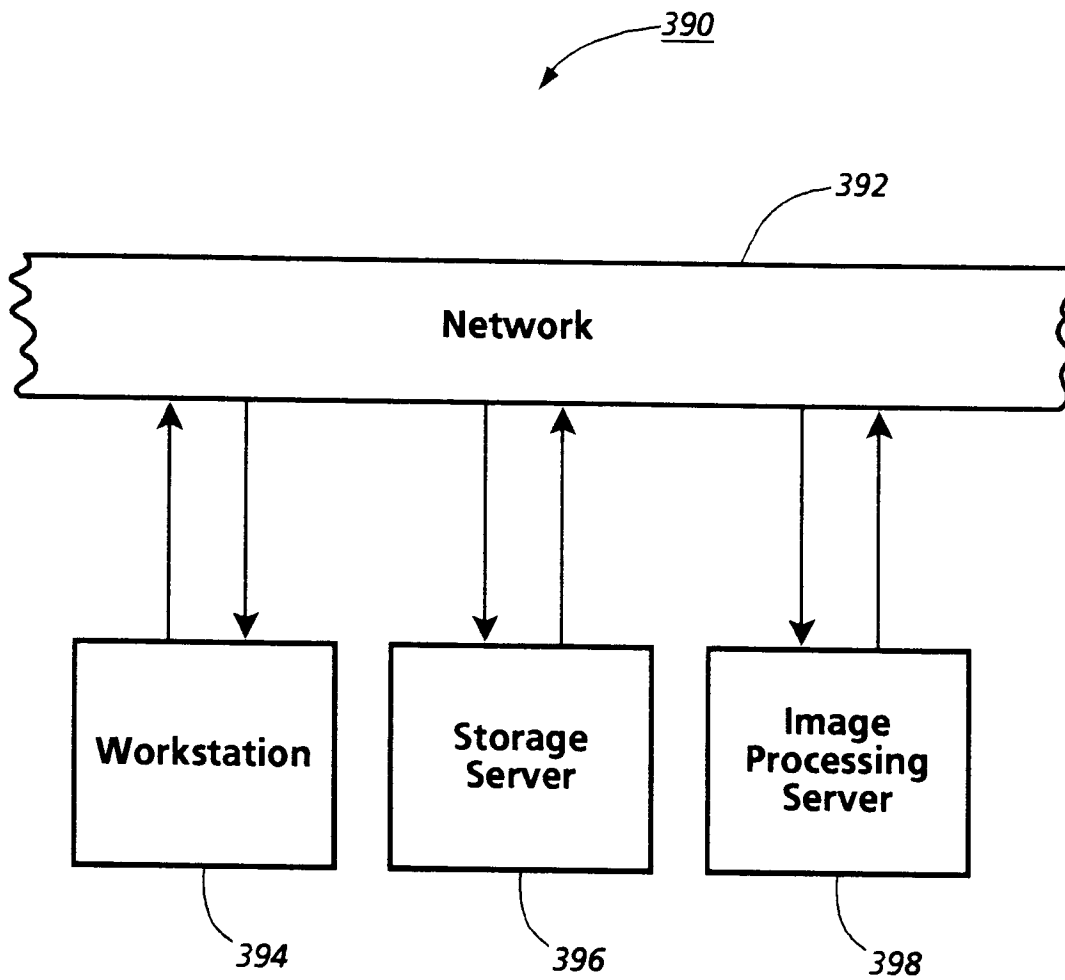 390
392
Network
Workstation
Storage
Server
Image
Processing
Server
394
396
398